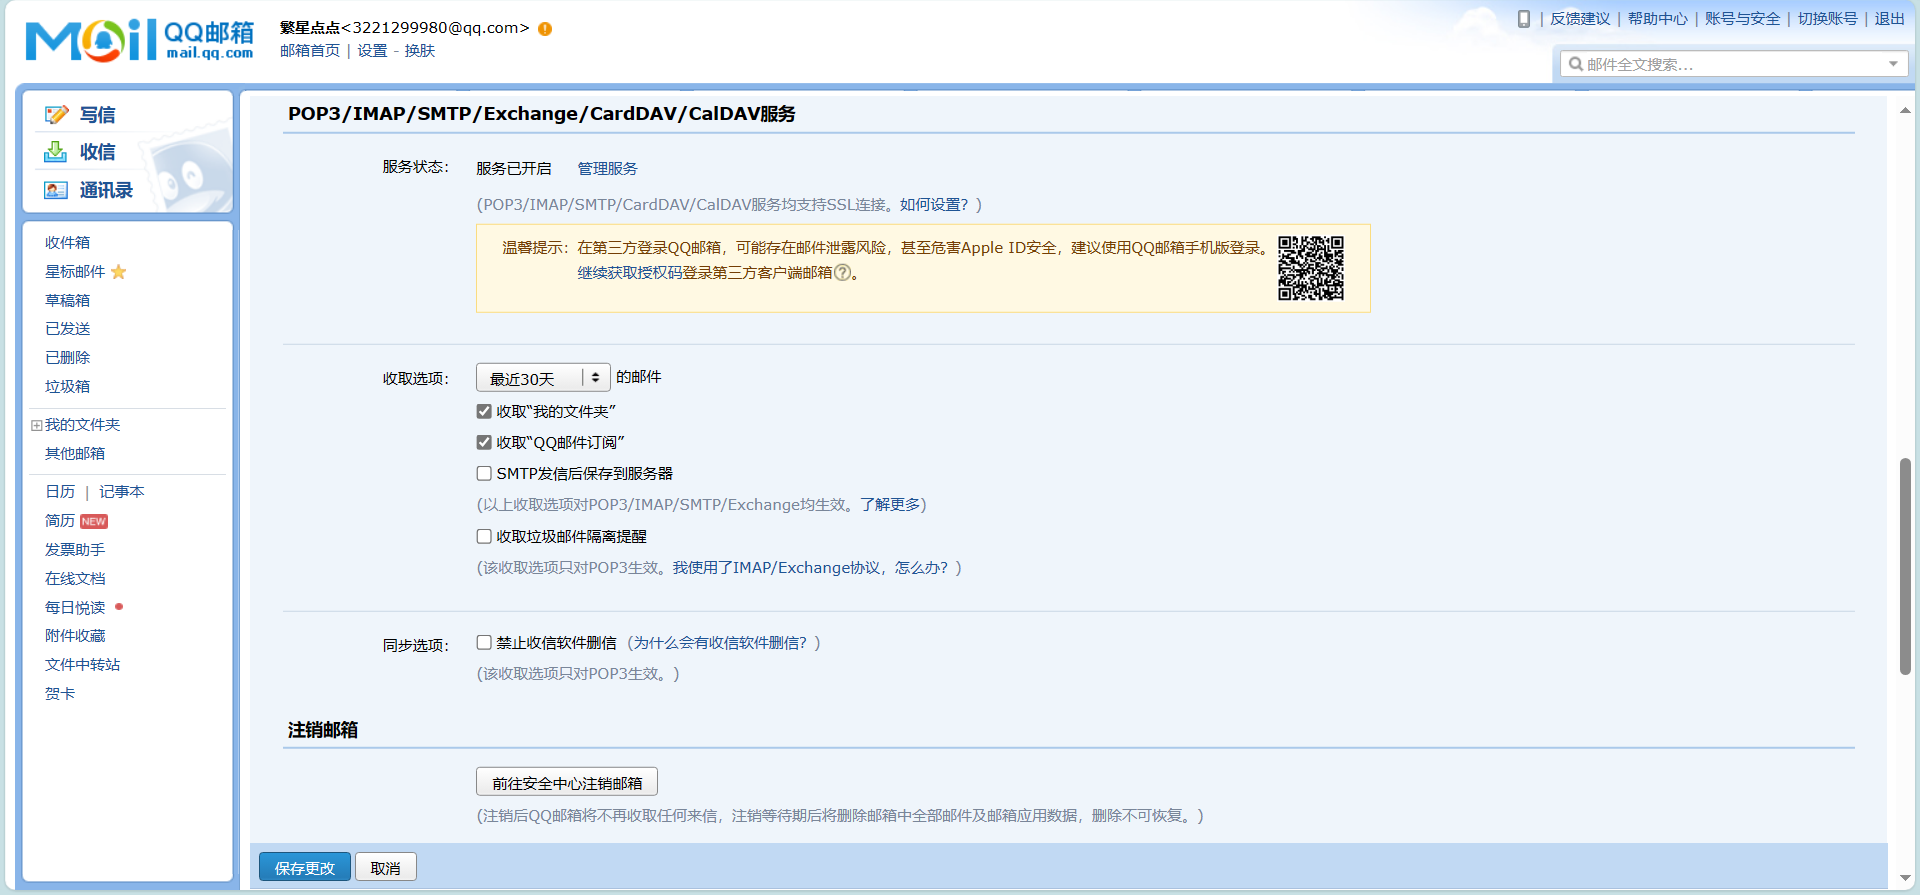 Mail QQ邮箱
mail.qq.com
繁星点点<3221299980@qq.com>
邮箱首页 | 设置 - 换肤
| 反馈建议 | 帮助中心 | 账号与安全 | 切换账号 | 退出
邮件全文搜索...
写信
收信
通讯录
收件箱
星标邮件
草稿箱
已发送
已删除
垃圾箱
我的文件夹
其他邮箱
日历 | 记事本
简历 NEW
发票助手
在线文档
每日悦读
附件收藏
文件中转站
贺卡
POP3/IMAP/SMTP/Exchange/CardDAV/CalDAV服务
服务状态： 服务已开启 管理服务
(POP3/IMAP/SMTP/CardDAV/CalDAV服务均支持SSL连接。如何设置？)
温馨提示：在第三方登录QQ邮箱，可能存在邮件泄露风险，甚至危害Apple ID安全，建议使用QQ邮箱手机版登录。
继续获取授权码登录第三方客户端邮箱?。
收取选项： 最近30天 的邮件
收取“我的文件夹”
收取“QQ邮件订阅”
SMTP发信后保存到服务器
(以上收取选项对POP3/IMAP/SMTP/Exchange均生效。了解更多)
收取垃圾邮件隔离提醒
(该收取选项只对POP3生效。我使用了IMAP/Exchange协议，怎么办？)
同步选项： 禁止收信软件删信 (为什么会有收信软件删信？)
(该收取选项只对POP3生效。)
注销邮箱
前往安全中心注销邮箱
(注销后QQ邮箱将不再收取任何来信，注销等待期后将删除邮箱中全部邮件及邮箱应用数据，删除不可恢复。)
保存更改 取消